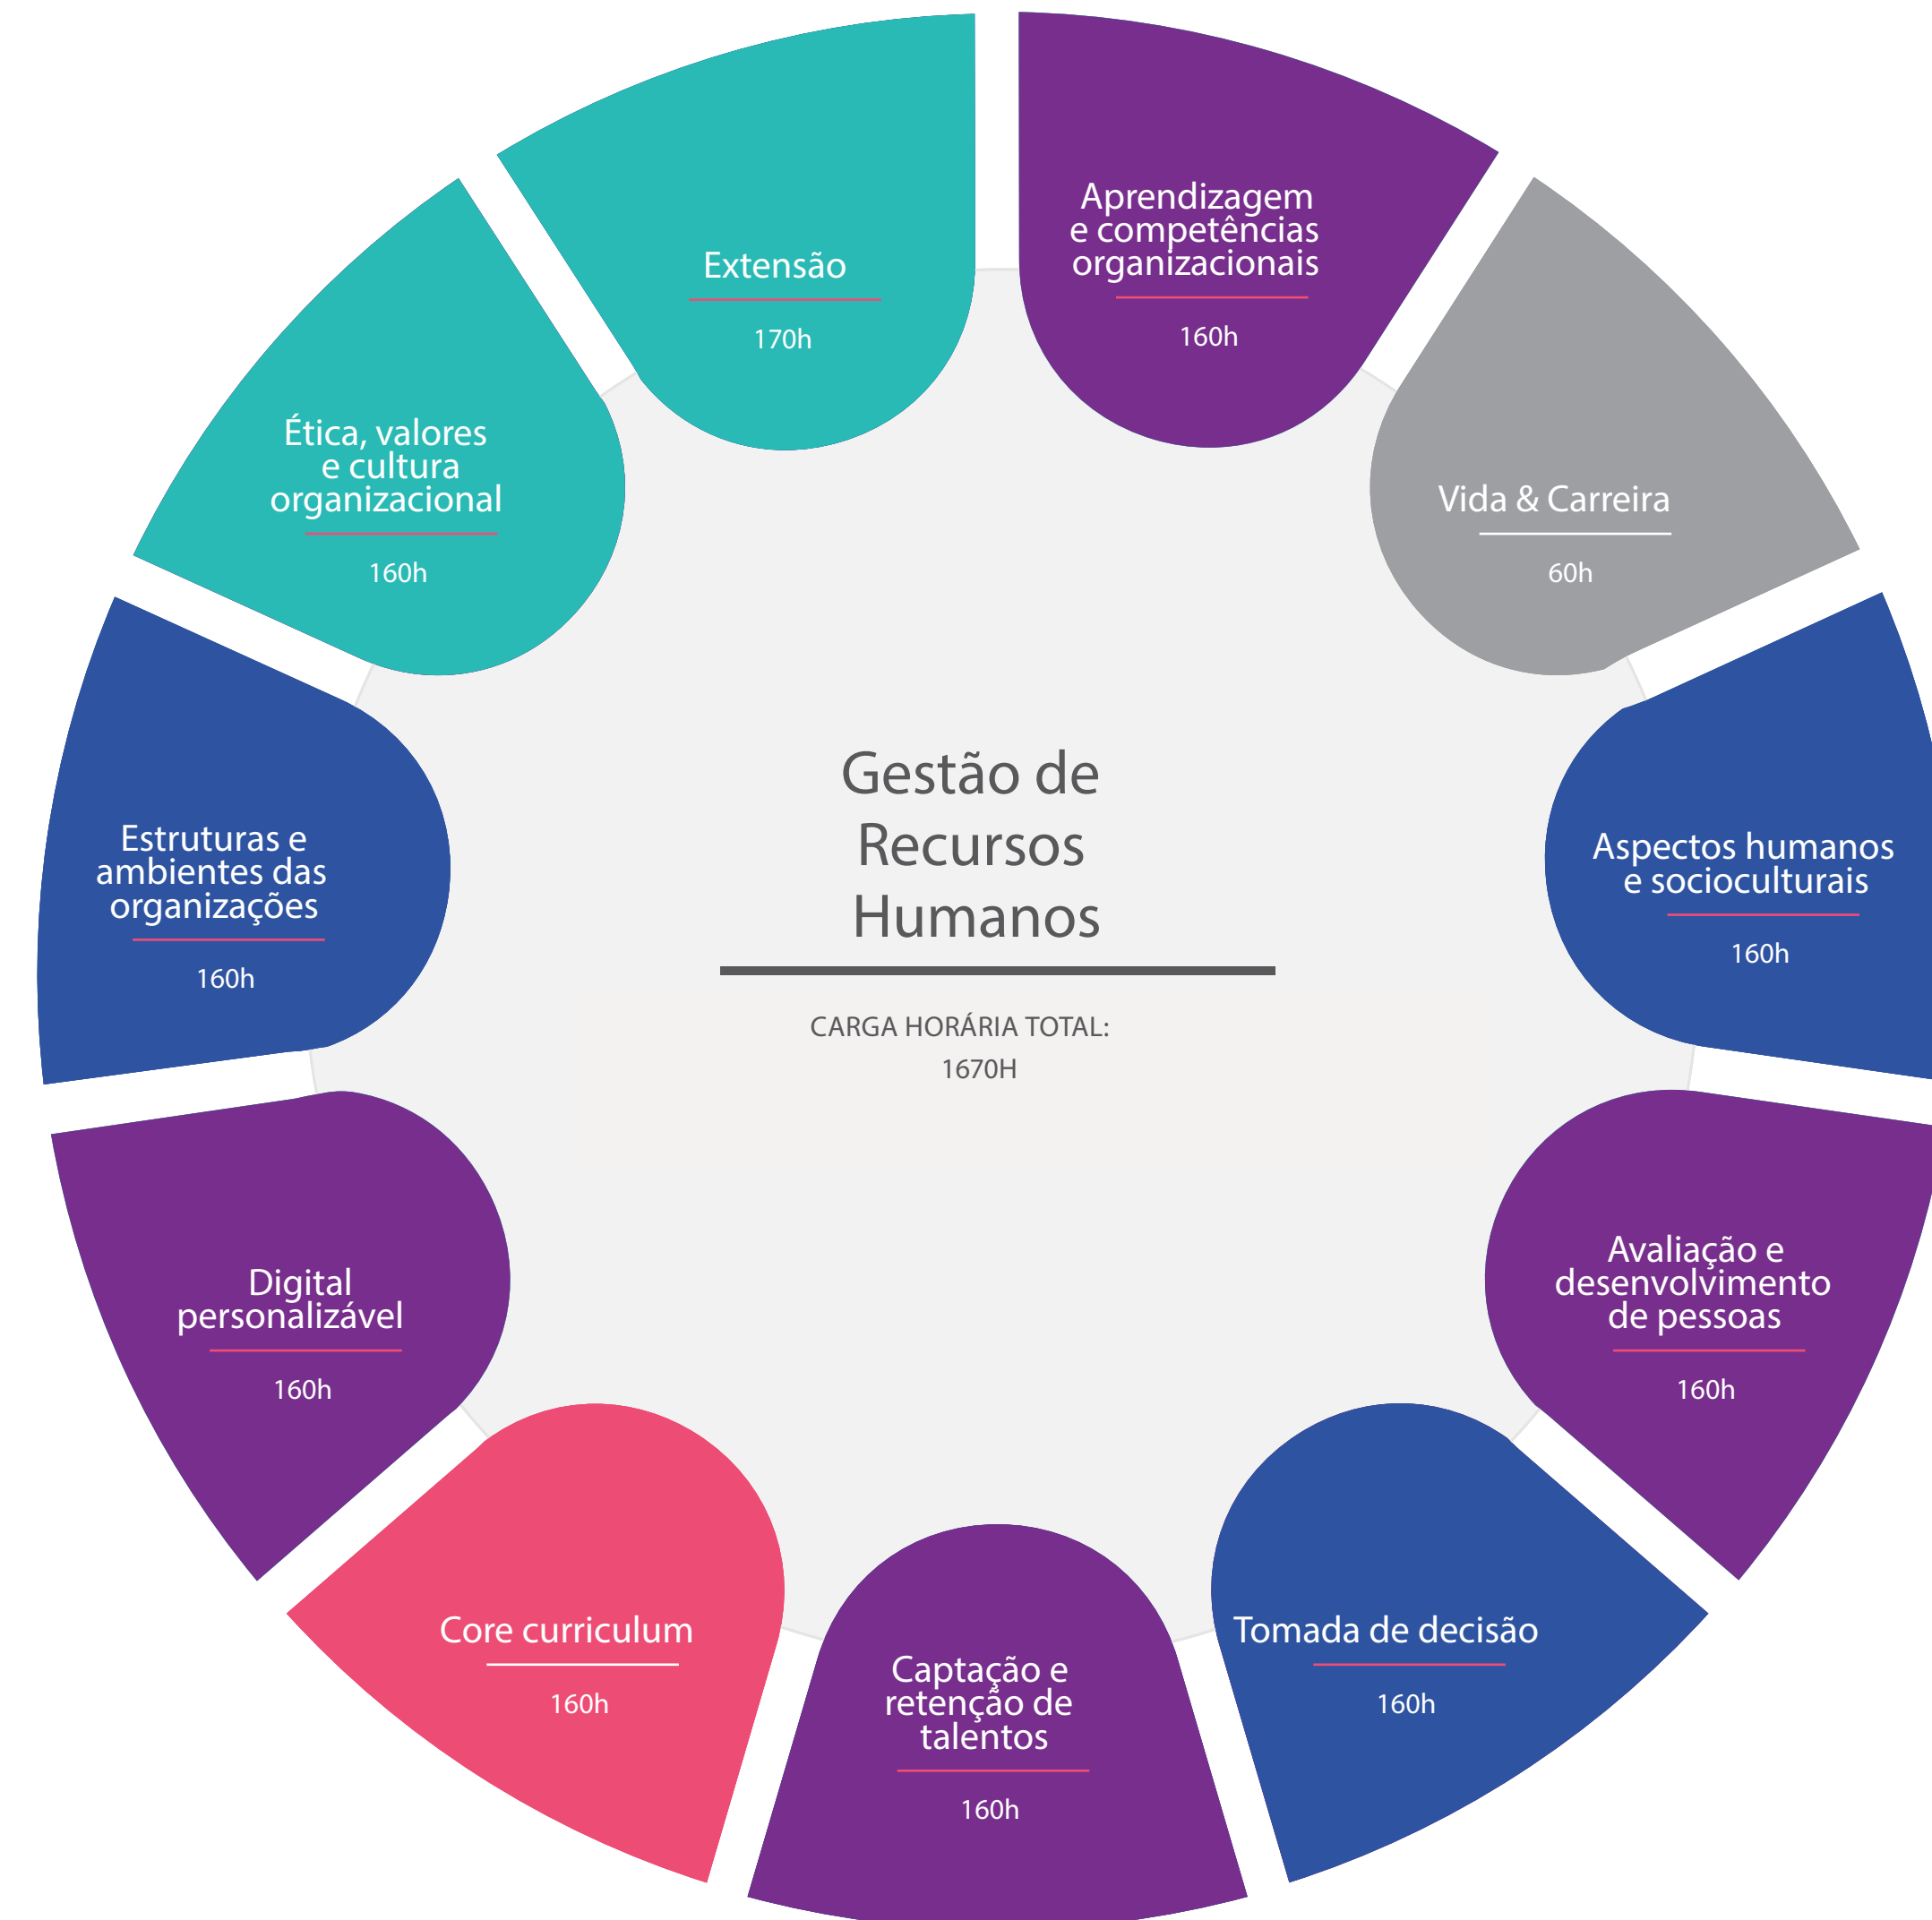 Gestão de
Recursos
Humanos
CARGA HORÁRIA TOTAL:
1670H
Aprendizagem
e competências
organizacionais
160h
Vida & Carreira
60h
Aspectos humanos
e socioculturais
160h
Avaliação e
desenvolvimento
de pessoas
160h
Tomada de decisão
160h
Captação e
retenção de
talentos
160h
Core curriculum
160h
Digital
personalizável
160h
Estruturas e
ambientes das
organizações
160h
Ética, valores
e cultura
organizacional
160h
Extensão
170h